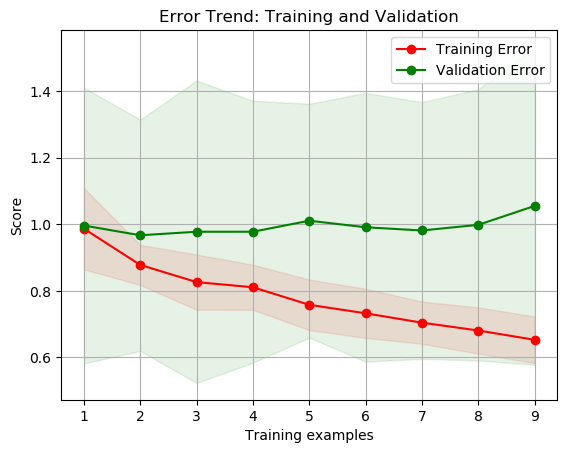 Error Trend: Training and Validation
Training Error
Validation Error
1.4
1.2
1.0
0.8
0.6
Score
1 2 3 4 5 6 7 8 9
Training examples